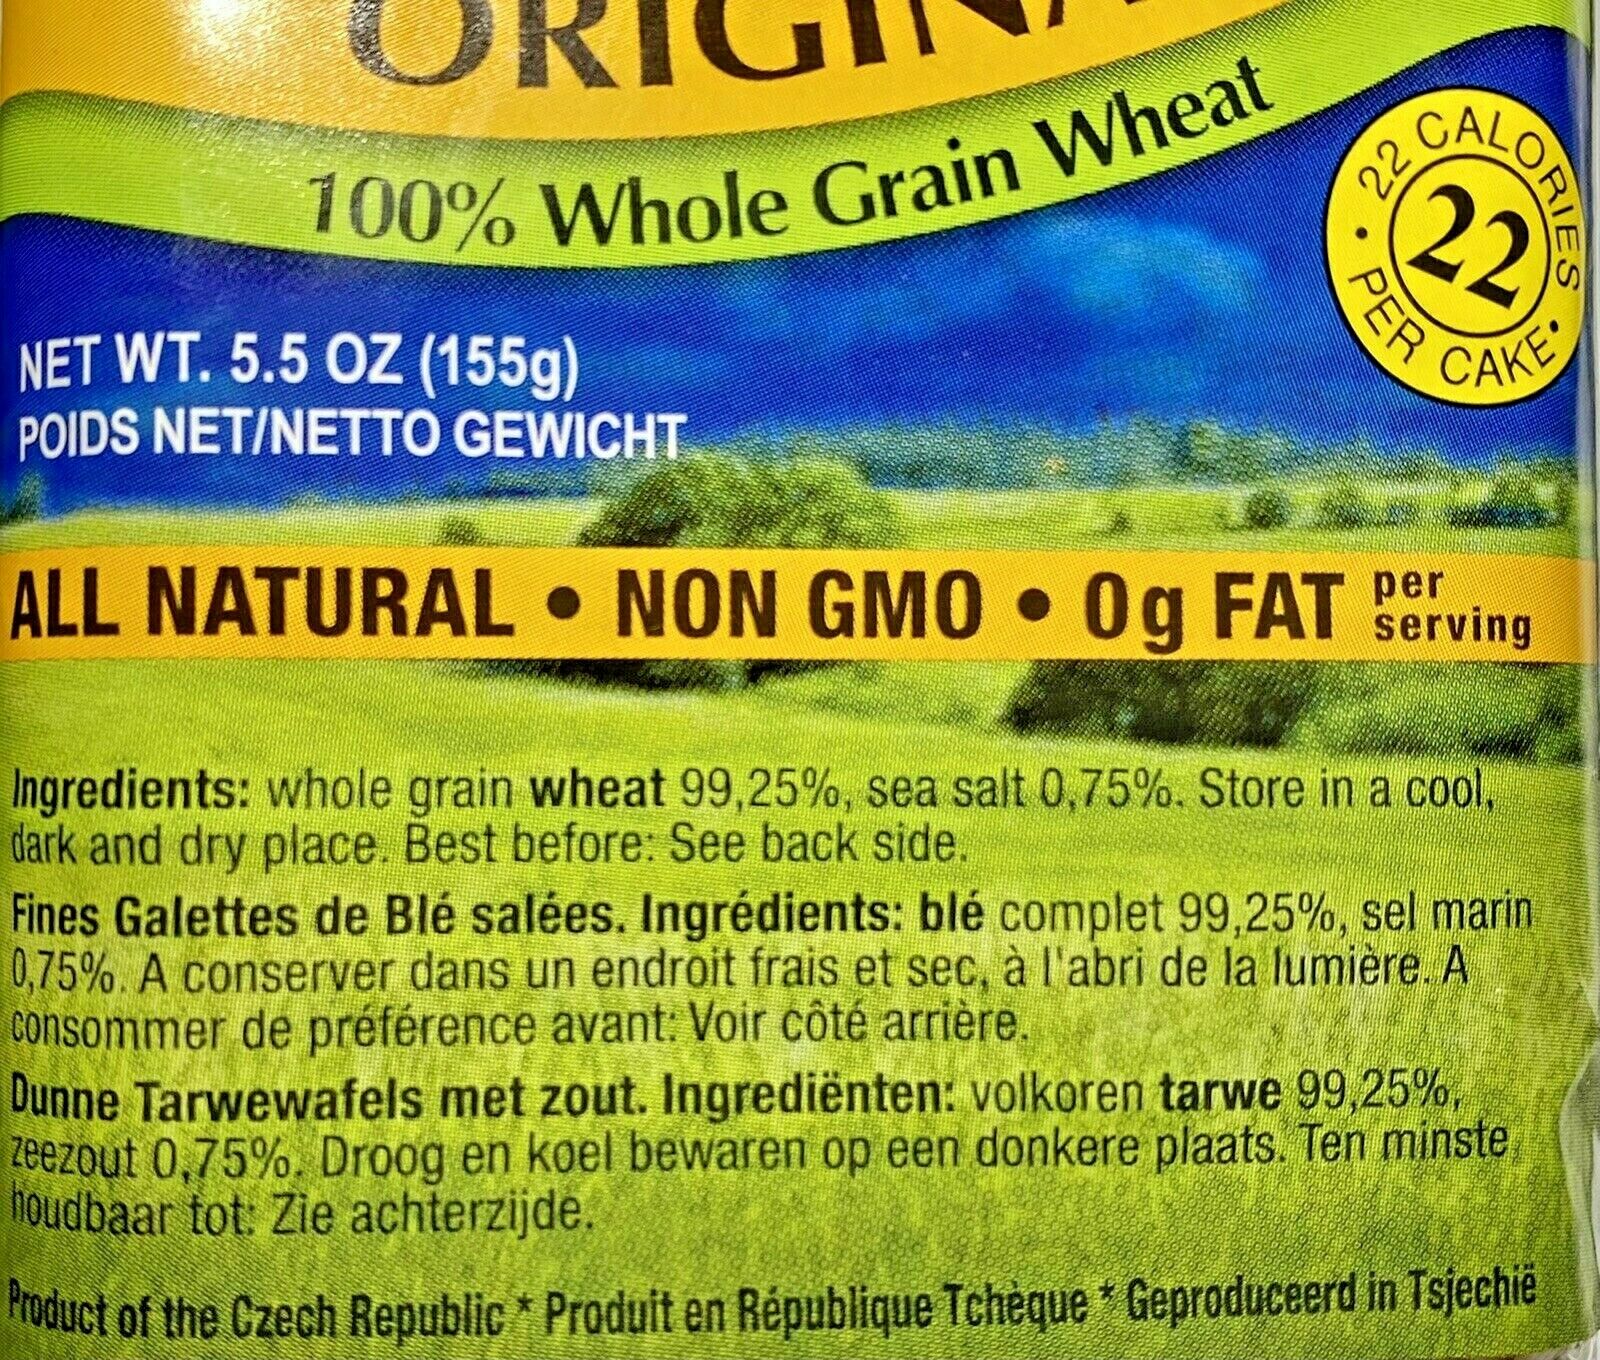 ORIGINA
100% Whole Grain Wheat
• 22 CALORIES • PER CAKE
22
NET WT. 5.5 OZ (155g)
POIDS NET/NETTO GEWICHT
ALL NATURAL • NON GMO • 0g FAT per serving
Ingredients: whole grain wheat 99,25%, sea salt 0,75%. Store in a cool,
dark and dry place. Best before: See back side.
Fines Galettes de Blé salées. Ingrédients: blé complet 99,25%, sel marin
0,75%. A conserver dans un endroit frais et sec, à l'abri de la lumière. A
consommer de préférence avant: Voir côté arrière.
Dunne Tarwewafels met zout. Ingrediënten: volkoren tarwe 99,25%,
zeezout 0,75%. Droog en koel bewaren op een donkere plaats. Ten minste
houdbaar tot: Zie achterzijde.
Product of the Czech Republic * Produit en République Tchèque * Geproduceerd in Tsjechië